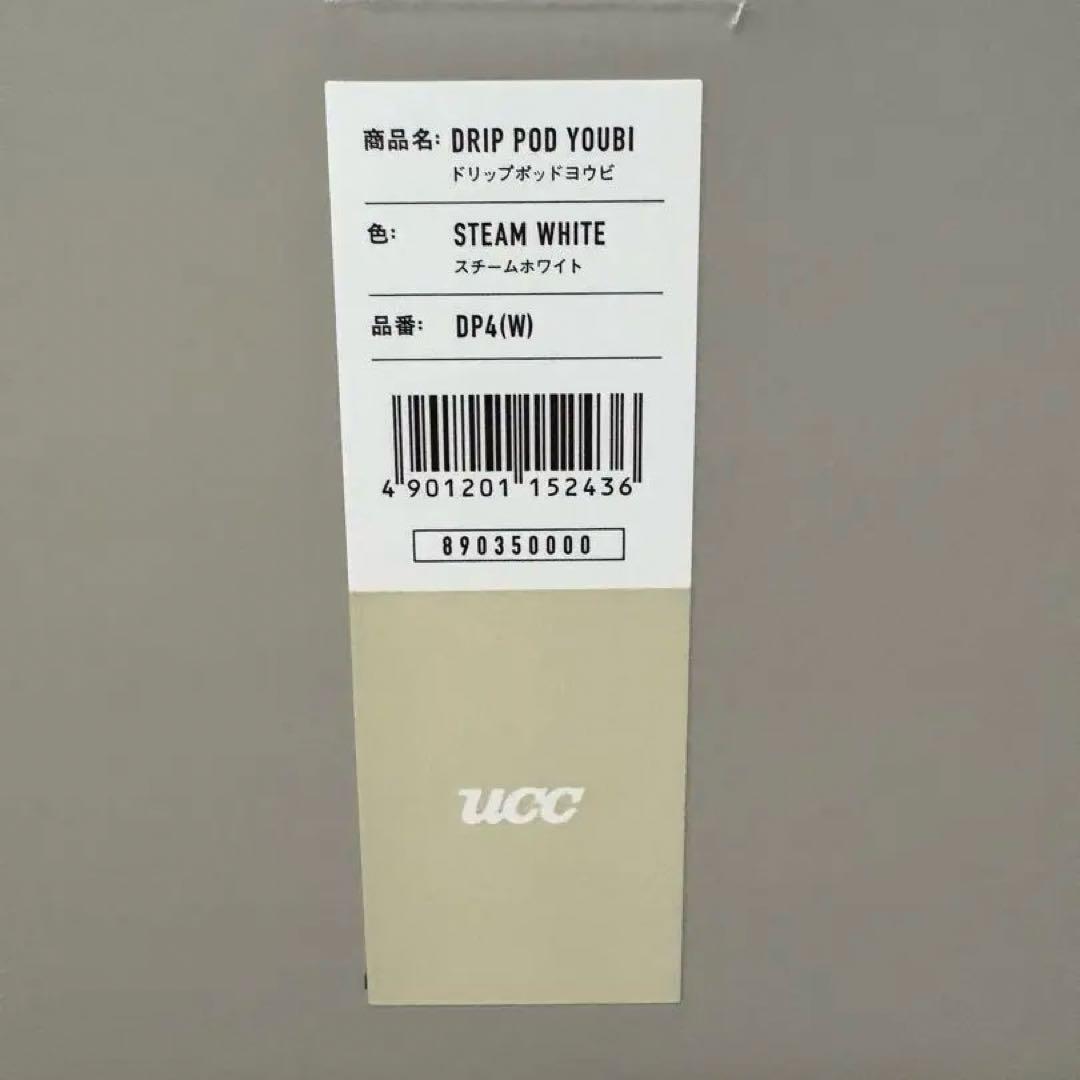 商品名: DRIP POD YOUBI
ドリップポッドヨウビ
色: STEAM WHITE
スチームホワイト
品番: DP4(W)
4 901201 152436
890350000
ucc